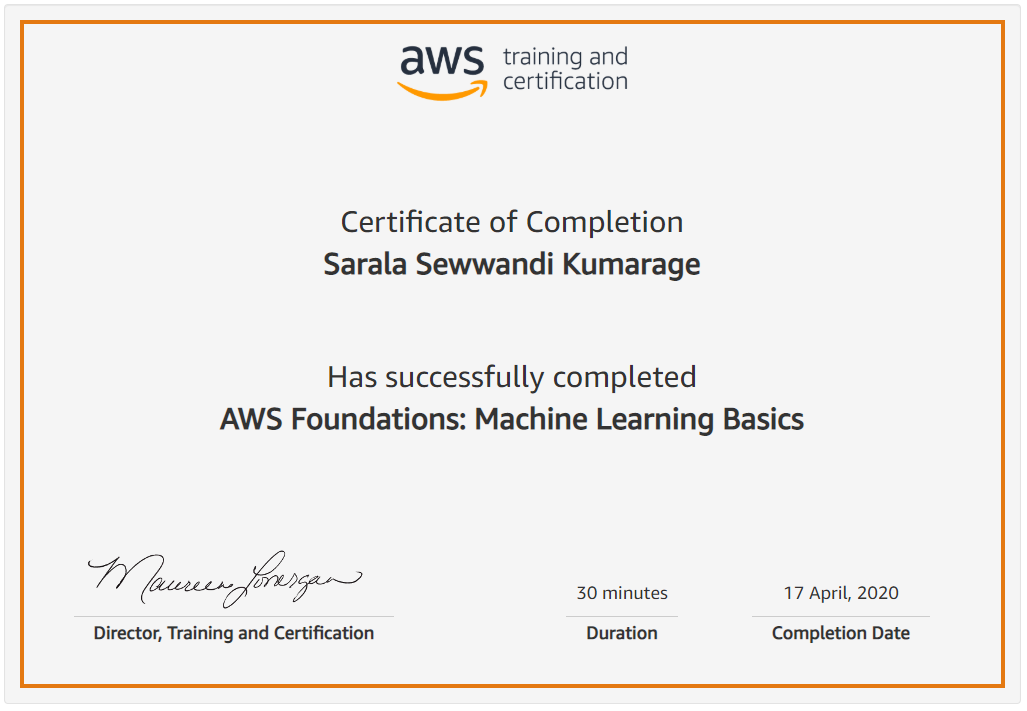 aws training and
certification
Certificate of Completion
Sarala Sewwandi Kumarage
Has successfully completed
AWS Foundations: Machine Learning Basics
Maureen Lonergan
Director, Training and Certification
30 minutes
Duration
17 April, 2020
Completion Date